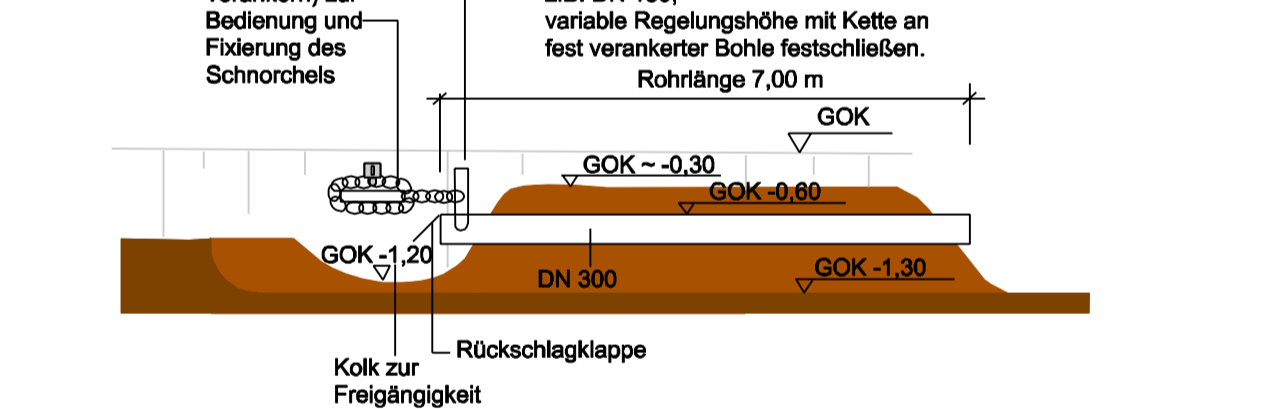 Bedienung und
Fixierung des
Schnorchels
variable Regelungshöhe mit Kette an
fest verankerter Bohle festschließen.
Rohrlänge 7,00 m
GOK
GOK ~ -0,30
GOK -0,60
GOK -1,20
DN 300
GOK -1,30
Rückschlagklappe
Kolk zur
Freigängigkeit